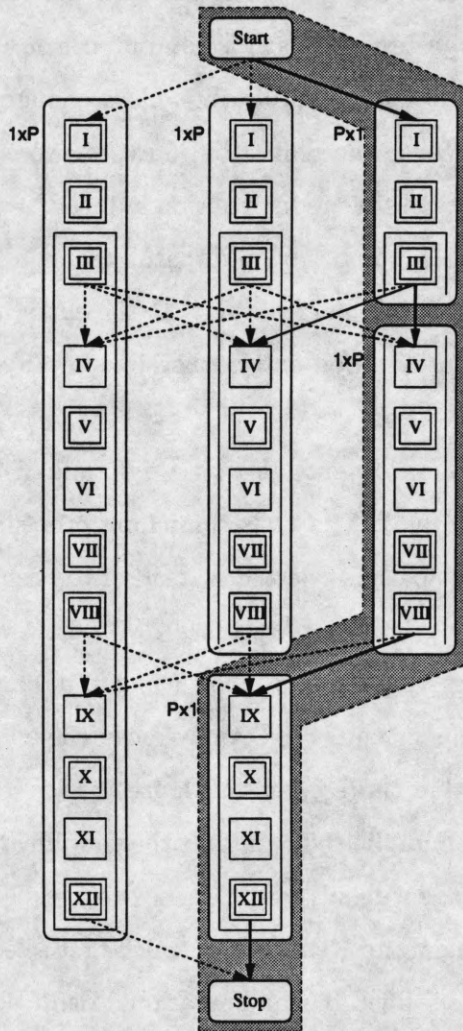 Start
1xP 1xP Px1
I I I
II II II
III III III
1xP
IV IV IV
V V V
VI VI VI
VII VII VII
VIII VIII VIII
Px1
IX IX
X X
XI XI
XII XII
Stop